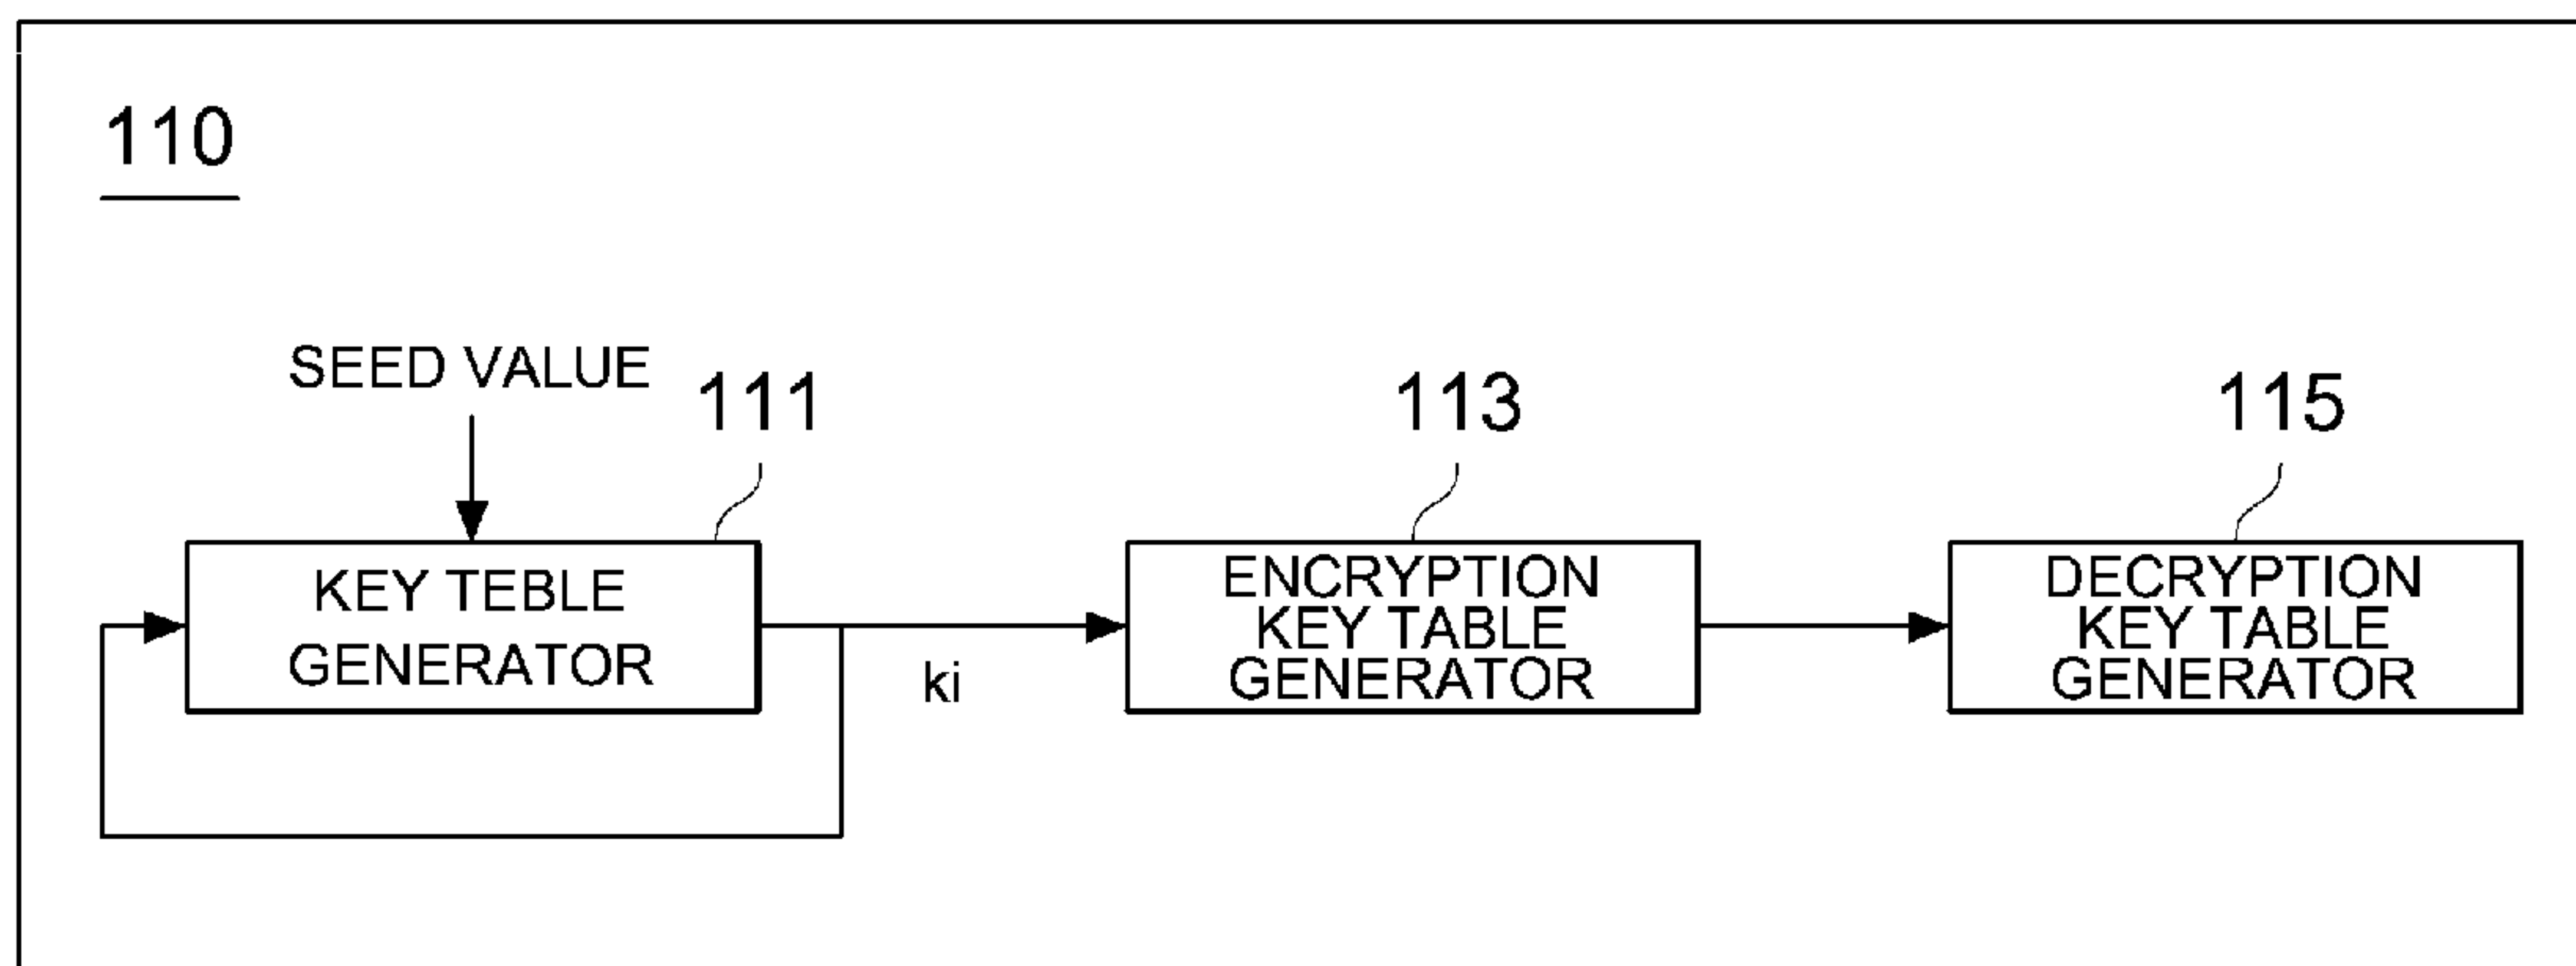 110
SEED VALUE
111
113
115
KEY TEBLE
GENERATOR
ki
ENCRYPTION
KEY TABLE
GENERATOR
DECRYPTION
KEY TABLE
GENERATOR